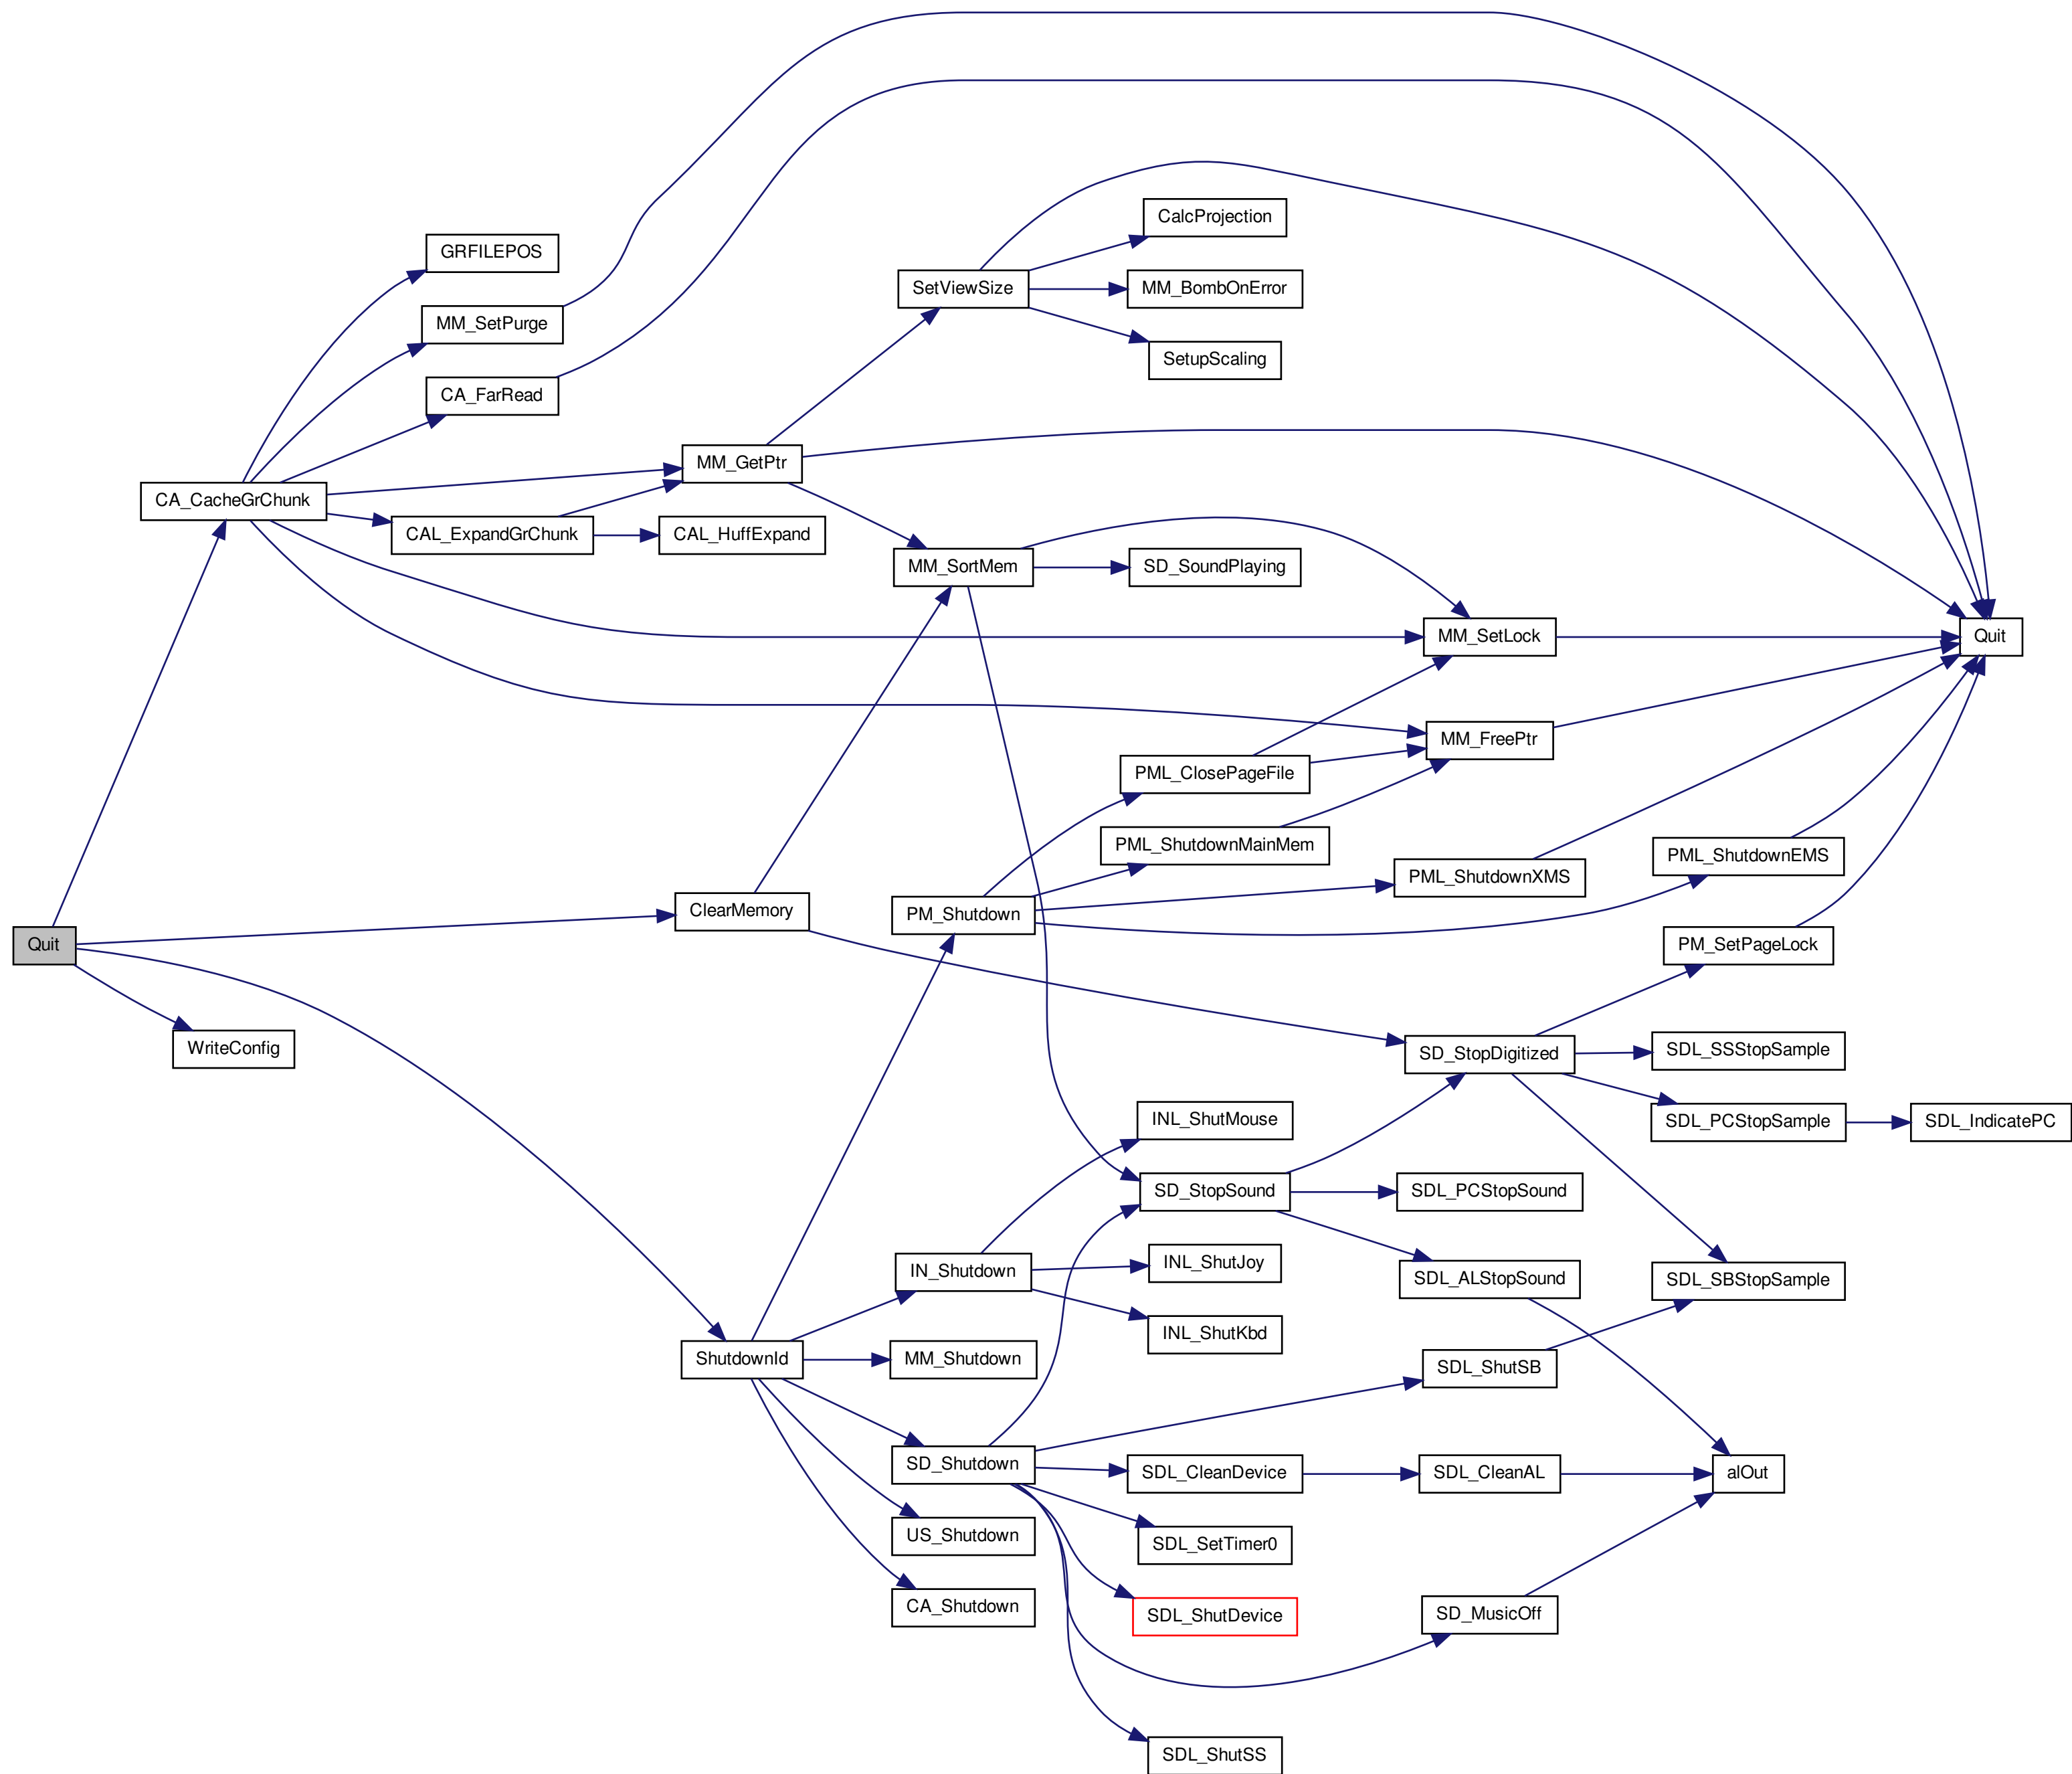 CalcProjection
GRFILEPOS
SetViewSize
MM_BombOnError
MM_SetPurge
SetupScaling
CA_FarRead
MM_GetPtr
CA_CacheGrChunk
CAL_ExpandGrChunk
CAL_HuffExpand
MM_SortMem
SD_SoundPlaying
MM_SetLock
Quit
MM_FreePtr
PML_ClosePageFile
PML_ShutdownMainMem
PML_ShutdownEMS
PML_ShutdownXMS
ClearMemory
PM_Shutdown
Quit
PM_SetPageLock
WriteConfig
SD_StopDigitized
SDL_SSStopSample
INL_ShutMouse
SDL_PCStopSample
SDL_IndicatePC
SD_StopSound
SDL_PCStopSound
IN_Shutdown
INL_ShutJoy
SDL_ALStopSound
SDL_SBStopSample
INL_ShutKbd
ShutdownId
MM_Shutdown
SDL_ShutSB
SD_Shutdown
SDL_CleanDevice
SDL_CleanAL
alOut
US_Shutdown
SDL_SetTimer0
CA_Shutdown
SDL_ShutDevice
SD_MusicOff
SDL_ShutSS